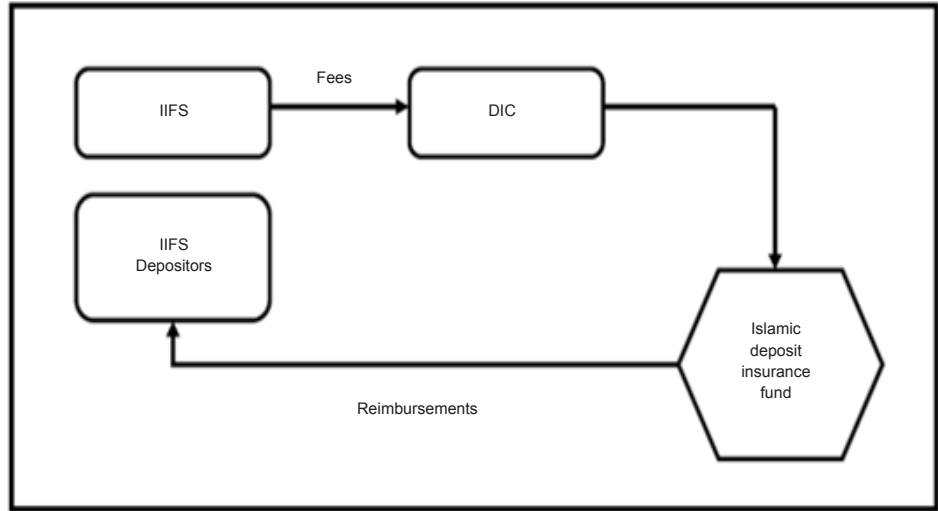 Fees
IIFS
DIC
IIFS
Depositors
Islamic
deposit
insurance
fund
Reimbursements